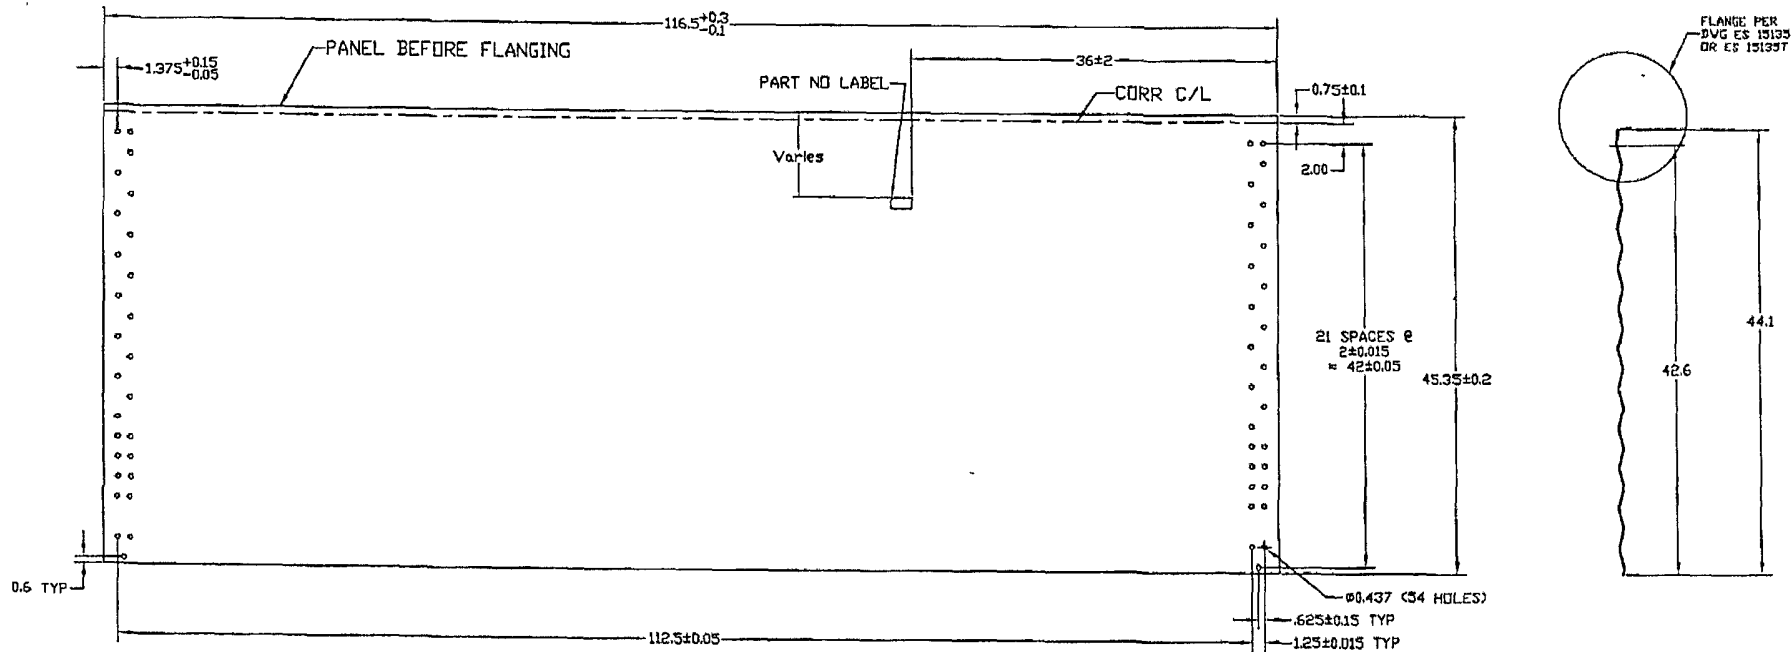 116.5+0.3
-0.1
FLANGE PER
DWG ES 15135
OR ES 15135T
PANEL BEFORE FLANGING
1.375+0.15
-0.05
36±2
PART NO LABEL
CORR C/L
0.75±0.1
Varies
2.00
21 SPACES @
2±0.015
= 42±0.05
45.35±0.2
42.6
44.1
0.6 TYP
ø0.437 (54 HOLES)
.625±0.15 TYP
112.5±0.05
1.25±0.015 TYP